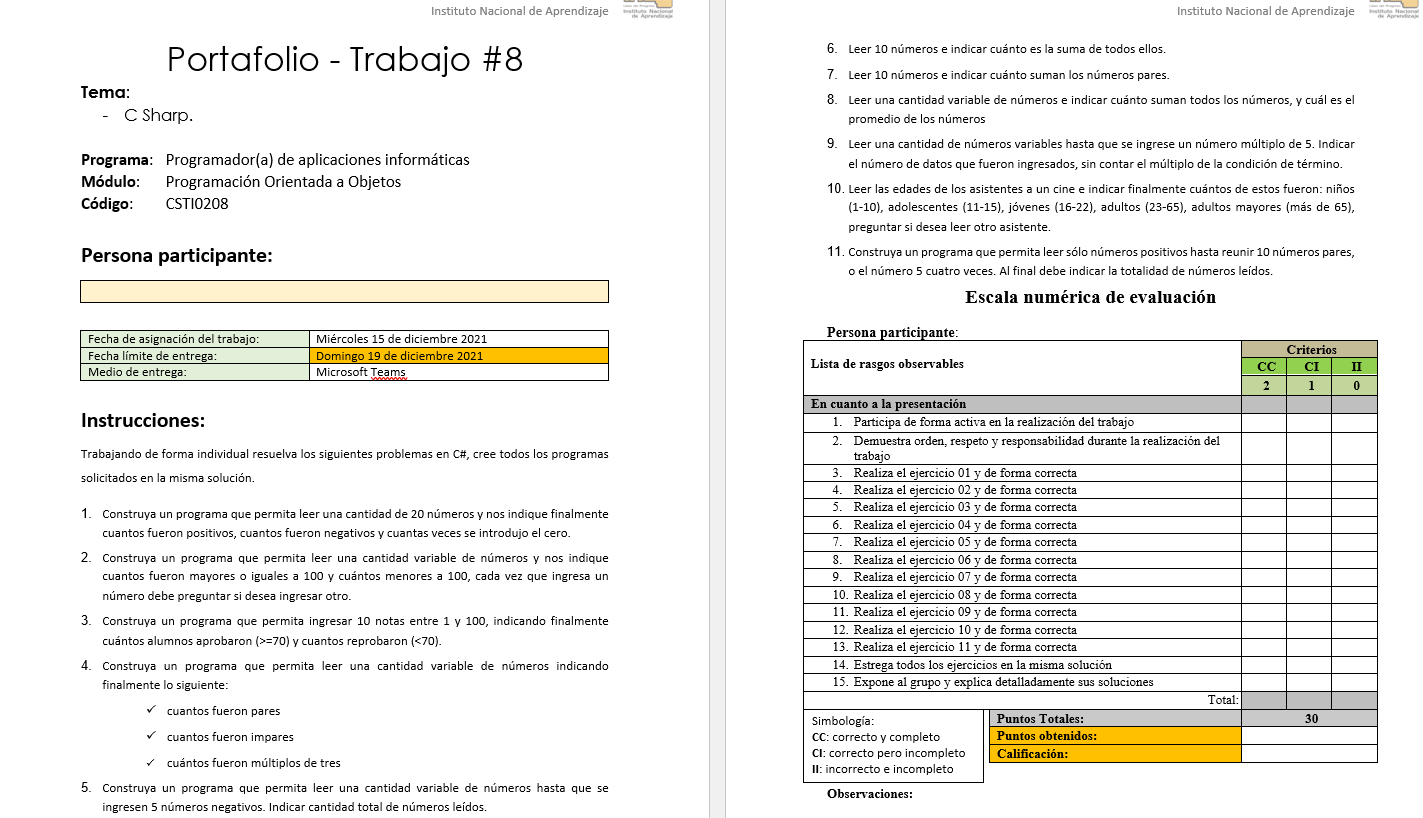 Instituto Nacional de Aprendizaje
Instituto Nacional
de Aprendizaje
Portafolio - Trabajo #8
Tema:
- C Sharp.
Programa: Programador(a) de aplicaciones informáticas
Módulo: Programación Orientada a Objetos
Código: CSTI0208
Persona participante:
Fecha de asignación del trabajo: Miércoles 15 de diciembre 2021
Fecha límite de entrega: Domingo 19 de diciembre 2021
Medio de entrega: Microsoft Teams
Instrucciones:
Trabajando de forma individual resuelva los siguientes problemas en C#, cree todos los programas
solicitados en la misma solución.
1. Construya un programa que permita leer una cantidad de 20 números y nos indique finalmente
cuantos fueron positivos, cuantos fueron negativos y cuantas veces se introdujo el cero.
2. Construya un programa que permita leer una cantidad variable de números y nos indique
cuantos fueron mayores o iguales a 100 y cuántos menores a 100, cada vez que ingresa un
número debe preguntar si desea ingresar otro.
3. Construya un programa que permita ingresar 10 notas entre 1 y 100, indicando finalmente
cuántos alumnos aprobaron (>=70) y cuantos reprobaron (<70).
4. Construya un programa que permita leer una cantidad variable de números indicando
finalmente lo siguiente:
✓ cuantos fueron pares
✓ cuantos fueron impares
✓ cuántos fueron múltiplos de tres
5. Construya un programa que permita leer una cantidad variable de números hasta que se
ingresen 5 números negativos. Indicar cantidad total de números leídos.
Instituto Nacional de Aprendizaje
Instituto Nacional
de Aprendizaje
6. Leer 10 números e indicar cuánto es la suma de todos ellos.
7. Leer 10 números e indicar cuánto suman los números pares.
8. Leer una cantidad variable de números e indicar cuánto suman todos los números, y cuál es el
promedio de los números
9. Leer una cantidad de números variables hasta que se ingrese un número múltiplo de 5. Indicar
el número de datos que fueron ingresados, sin contar el múltiplo de la condición de término.
10. Leer las edades de los asistentes a un cine e indicar finalmente cuántos de estos fueron: niños
(1-10), adolescentes (11-15), jóvenes (16-22), adultos (23-65), adultos mayores (más de 65),
preguntar si desea leer otro asistente.
11. Construya un programa que permita leer sólo números positivos hasta reunir 10 números pares,
o el número 5 cuatro veces. Al final debe indicar la totalidad de números leídos.
Escala numérica de evaluación
Persona participante:
Lista de rasgos observables
Criterios
CC CI II
2 1 0
En cuanto a la presentación
1. Participa de forma activa en la realización del trabajo
2. Demuestra orden, respeto y responsabilidad durante la realización del
trabajo
3. Realiza el ejercicio 01 y de forma correcta
4. Realiza el ejercicio 02 y de forma correcta
5. Realiza el ejercicio 03 y de forma correcta
6. Realiza el ejercicio 04 y de forma correcta
7. Realiza el ejercicio 05 y de forma correcta
8. Realiza el ejercicio 06 y de forma correcta
9. Realiza el ejercicio 07 y de forma correcta
10. Realiza el ejercicio 08 y de forma correcta
11. Realiza el ejercicio 09 y de forma correcta
12. Realiza el ejercicio 10 y de forma correcta
13. Realiza el ejercicio 11 y de forma correcta
14. Estrega todos los ejercicios en la misma solución
15. Expone al grupo y explica detalladamente sus soluciones
Total:
Simbología:
CC: correcto y completo
CI: correcto pero incompleto
II: incorrecto e incompleto
Puntos Totales: 30
Puntos obtenidos:
Calificación:
Observaciones: